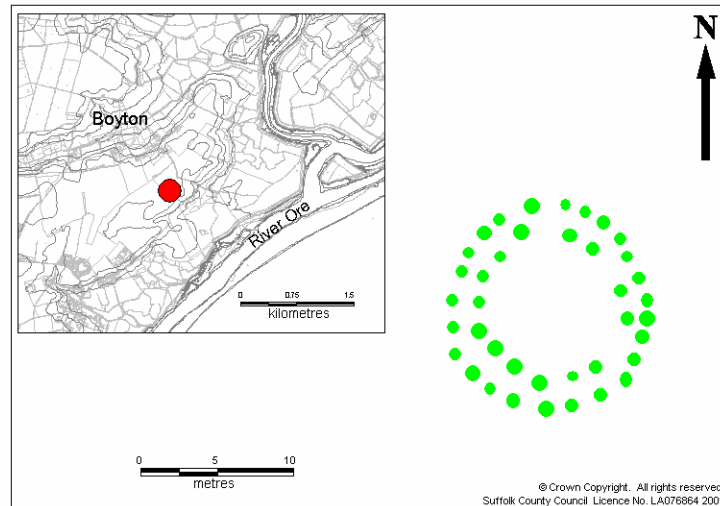 N
Boyton
River Ore
0 0.75 1.5
kilometres
0 5 10
metres
© Crown Copyright. All rights reserved
Suffolk County Council Licence No. LA076864